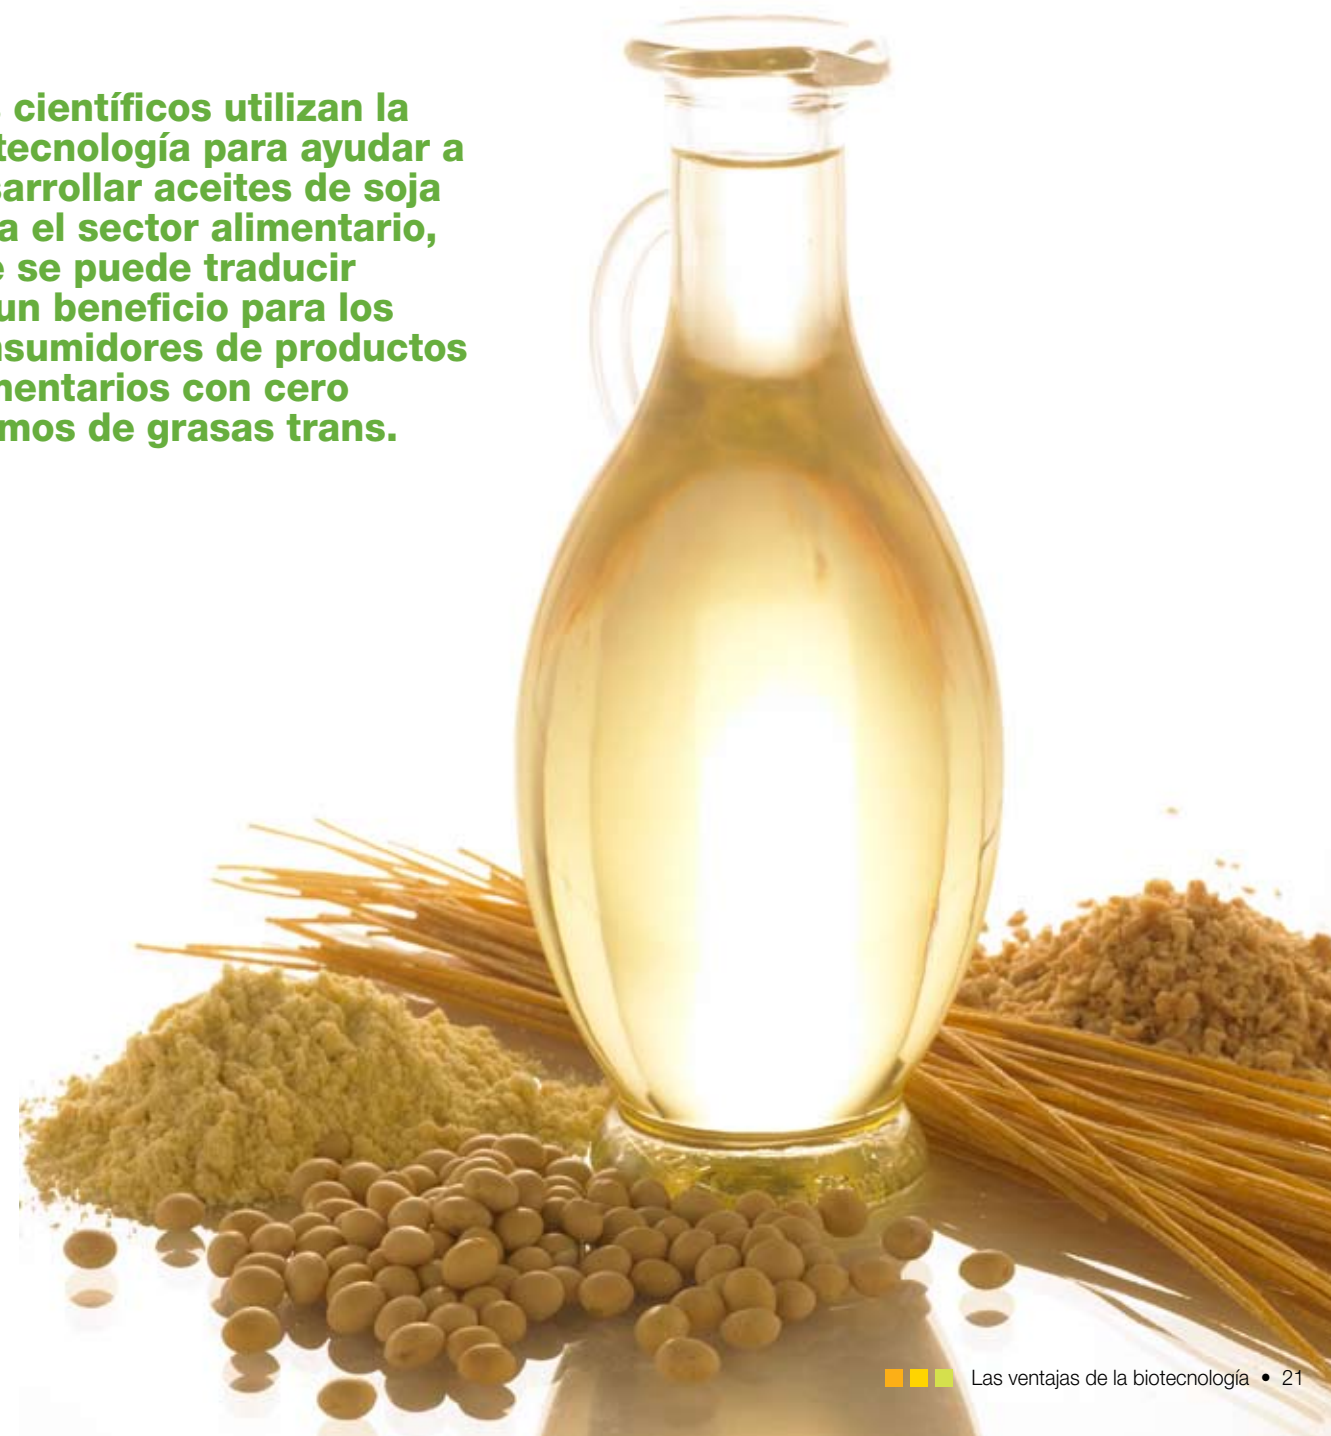 científicos utilizan la
tecnología para ayudar a
arrollar aceites de soja
a el sector alimentario,
se puede traducir
un beneficio para los
sumidores de productos
mentarios con cero
mos de grasas trans.
Las ventajas de la biotecnología • 21